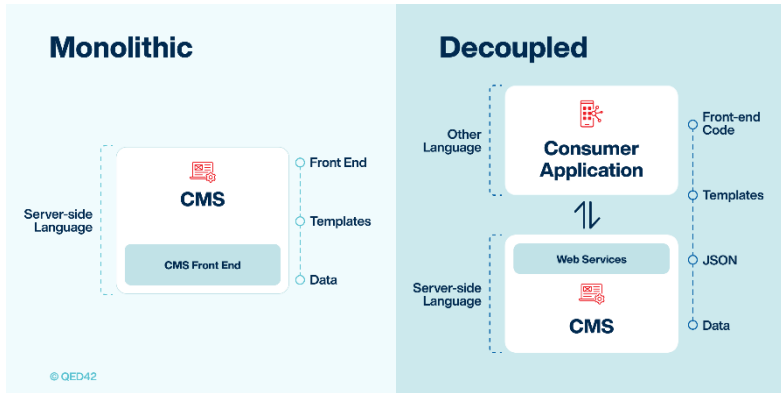 Monolithic
Server-side
Language
CMS
CMS Front End
Front End
Templates
Data
© QED42
Decoupled
Other
Language
Consumer
Application
Server-side
Language
Web Services
CMS
Front-end
Code
Templates
JSON
Data